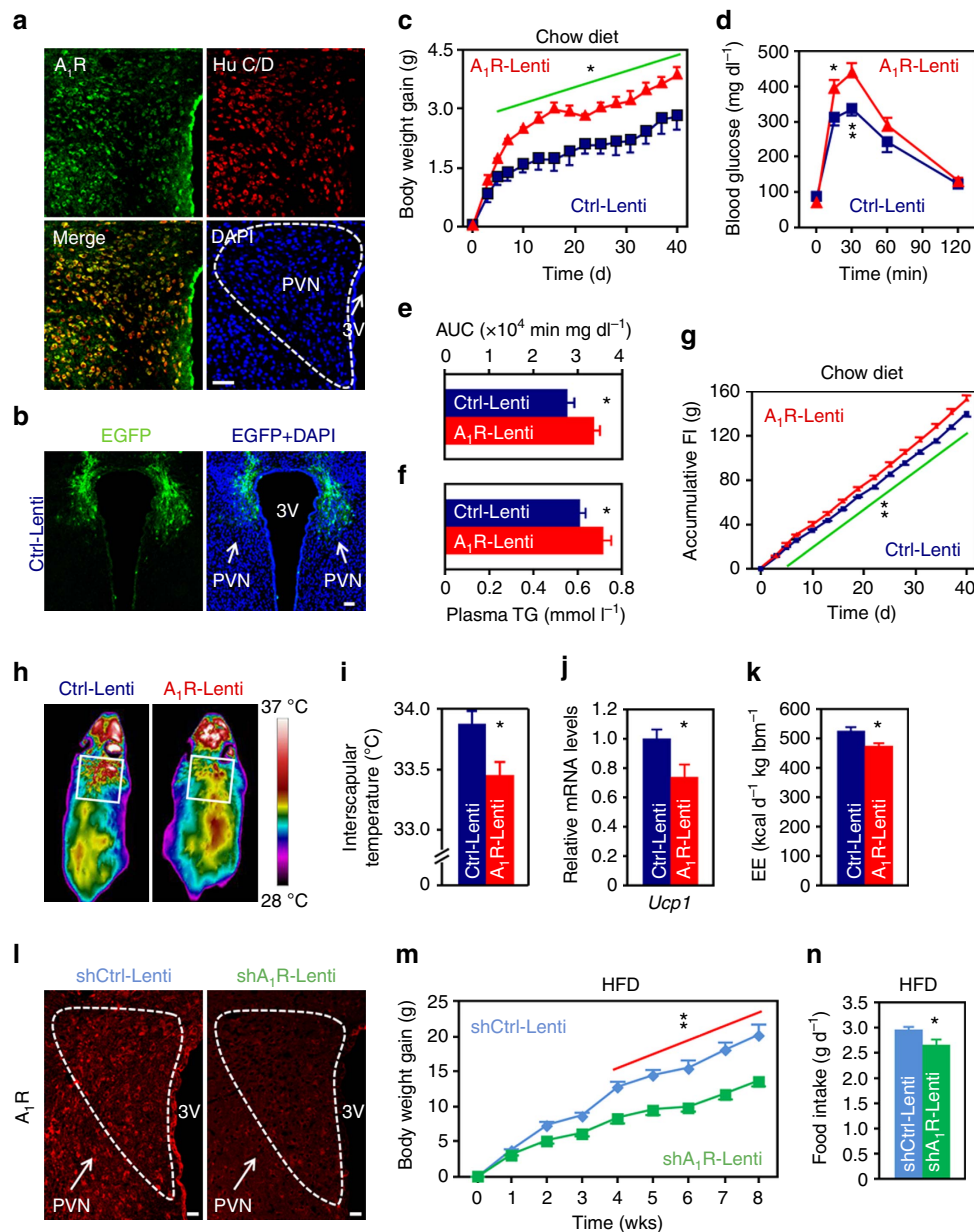 a
A₁R
Hu C/D
Merge
DAPI
PVN
3V
b
EGFP
EGFP+DAPI
Ctrl-Lenti
3V
PVN
PVN
c
Chow diet
Body weight gain (g)
4.5
3.0
1.5
0
A₁R-Lenti
*
Ctrl-Lenti
0 10 20 30 40
Time (d)
d
Blood glucose (mg dl⁻¹)
500
400
300
200
100
0
*
A₁R-Lenti
**
Ctrl-Lenti
0 30 60 120
Time (min)
e
AUC (×10⁴ min mg dl⁻¹)
0 1 2 3 4
Ctrl-Lenti
*
A₁R-Lenti
f
Ctrl-Lenti
*
A₁R-Lenti
0 0.25 0.5 0.75
Plasma TG (mmol l⁻¹)
g
Chow diet
Accumulative FI (g)
160
120
80
40
0
A₁R-Lenti
**
Ctrl-Lenti
0 10 20 30 40
Time (d)
h
Ctrl-Lenti
A₁R-Lenti
37 °C
28 °C
i
Interscapular
temperature (°C)
34.0
33.5
33.0
0
*
Ctrl-Lenti
A₁R-Lenti
j
Relative mRNA levels
1.2
1.0
0.8
0.6
0.4
0.2
0
*
Ctrl-Lenti
A₁R-Lenti
Ucp1
k
EE (kcal d⁻¹ kg lbm⁻¹)
600
500
400
300
200
100
0
*
Ctrl-Lenti
A₁R-Lenti
l
shCtrl-Lenti
shA₁R-Lenti
A₁R
3V
PVN
3V
PVN
m
HFD
Body weight gain (g)
25
20
15
10
5
0
shCtrl-Lenti
**
shA₁R-Lenti
0 1 2 3 4 5 6 7 8
Time (wks)
n
HFD
Food intake (g d⁻¹)
3.5
3.0
2.5
2.0
1.5
1.0
0.5
0
*
shCtrl-Lenti
shA₁R-Lenti